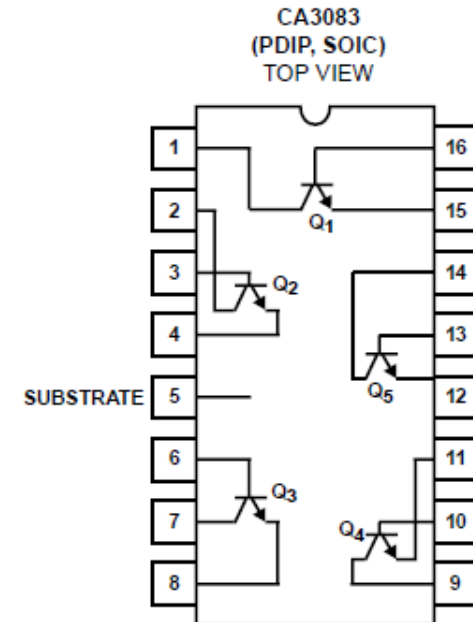 CA3083
(PDIP, SOIC)
TOP VIEW
1
16
2
Q1
15
3
Q2
14
4
13
SUBSTRATE
5
Q5
12
6
11
7
Q3
Q4
10
8
9